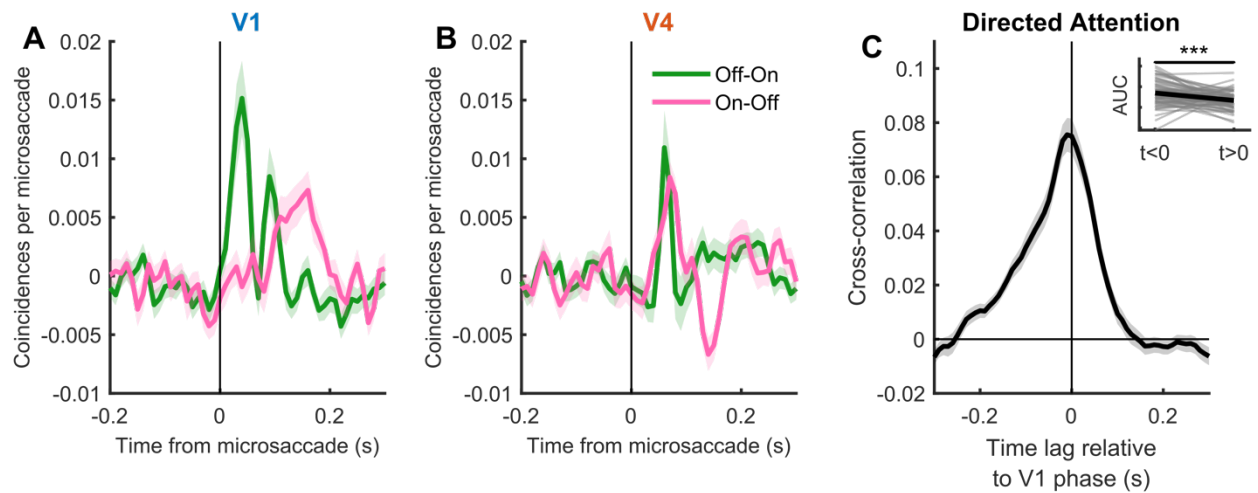 A
V1
0.02
0.015
0.01
0.005
0
-0.005
-0.01
Coincidences per microsaccade
-0.2
0
0.2
Time from microsaccade (s)
B
V4
Off-On
On-Off
0.02
0.015
0.01
0.005
0
-0.005
-0.01
Coincidences per microsaccade
-0.2
0
0.2
Time from microsaccade (s)
C
Directed Attention
0.1
0.08
0.06
0.04
0.02
0
-0.02
Cross-correlation
***
AUC
t<0
t>0
-0.2
0
0.2
Time lag relative
to V1 phase (s)